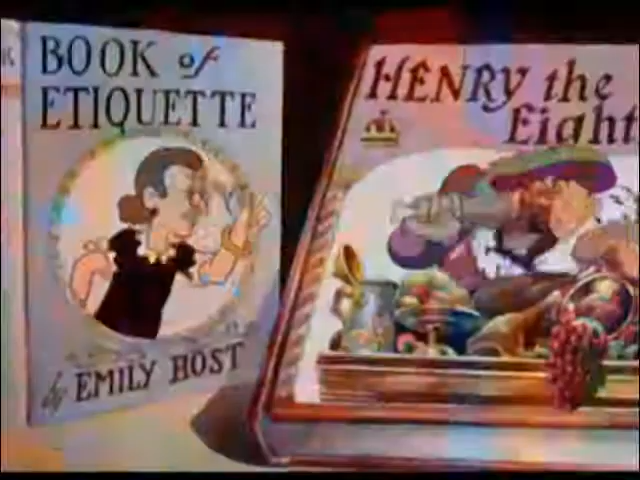 BOOK of
ETIQUETTE
by EMILY HOST
HENRY the
Eight